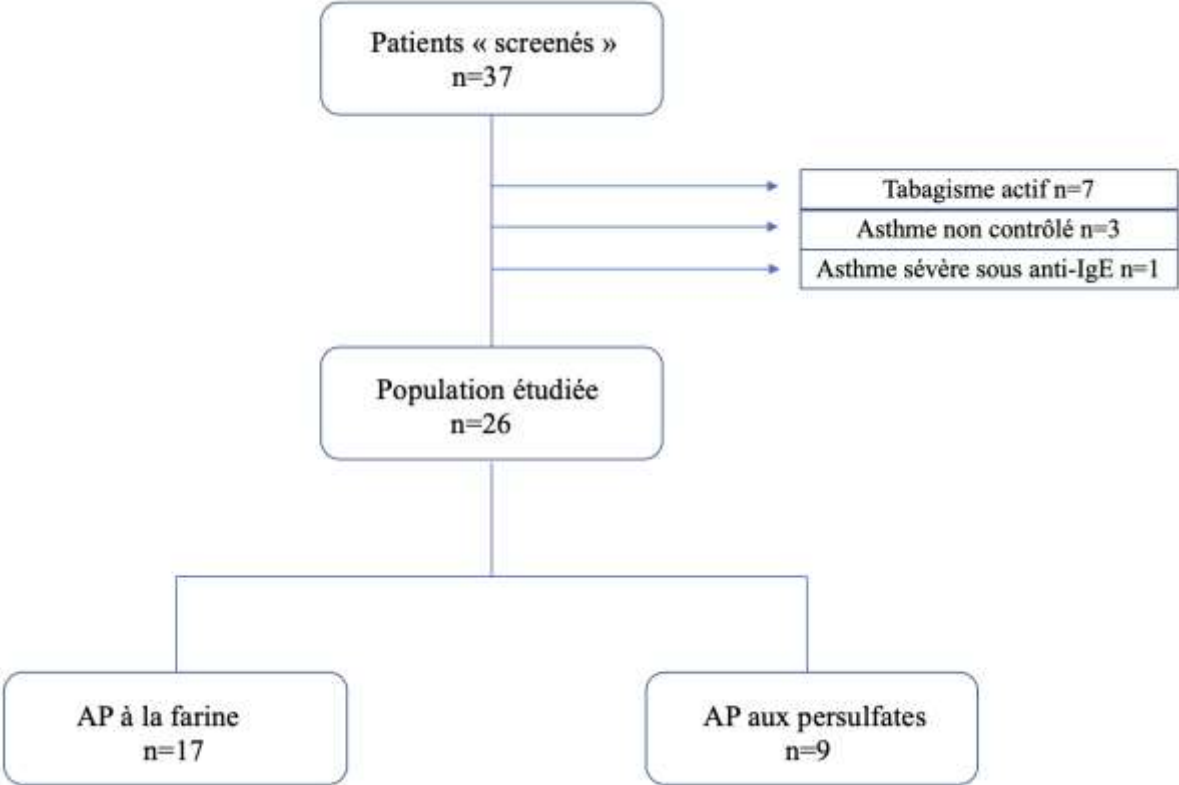 Patients « screenés »
n=37
Tabagisme actif n=7
Asthme non contrôlé n=3
Asthme sévère sous anti-IgE n=1
Population étudiée
n=26
AP à la farine
n=17
AP aux persulfates
n=9